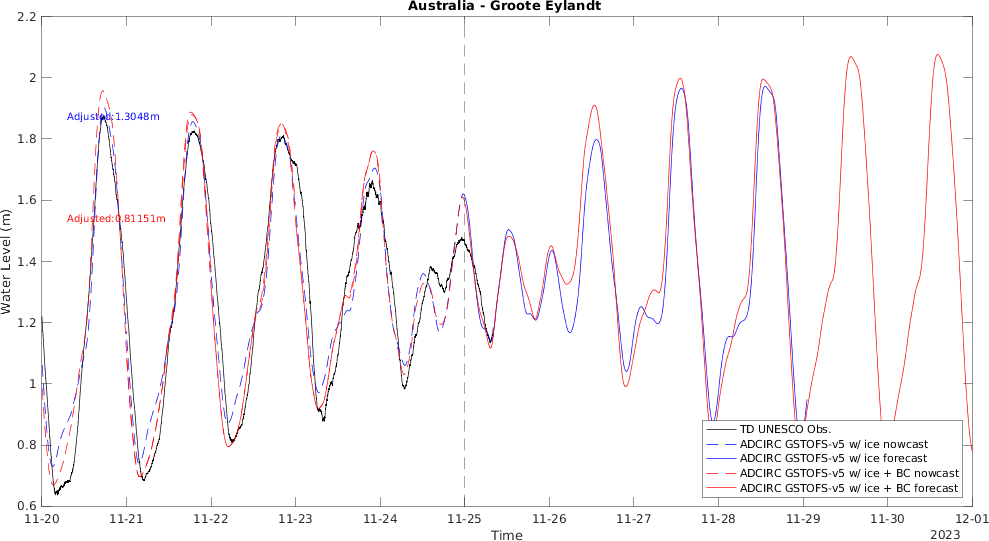 Australia - Groote Eylandt
2.2
2
1.8
1.6
1.4
1.2
1
0.8
0.6
Water Level (m)
Adjusted:1.3048m
Adjusted:0.81151m
TD UNESCO Obs.
ADCIRC GSTOFS-v5 w/ ice nowcast
ADCIRC GSTOFS-v5 w/ ice forecast
ADCIRC GSTOFS-v5 w/ ice + BC nowcast
ADCIRC GSTOFS-v5 w/ ice + BC forecast
11-20 11-21 11-22 11-23 11-24 11-25 11-26 11-27 11-28 11-29 11-30 12-01
Time
2023